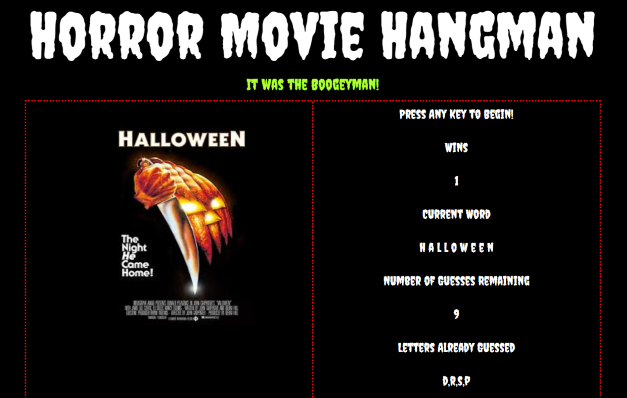 HORROR MOVIE HANGMAN
IT WAS THE BOOGEYMAN!
HALLOWEEN
The
Night
He
Came
Home!
PRESS ANY KEY TO BEGIN!
WINS
1
CURRENT WORD
H A L L O W E E N
NUMBER OF GUESSES REMAINING
9
LETTERS ALREADY GUESSED
D,R,S,P